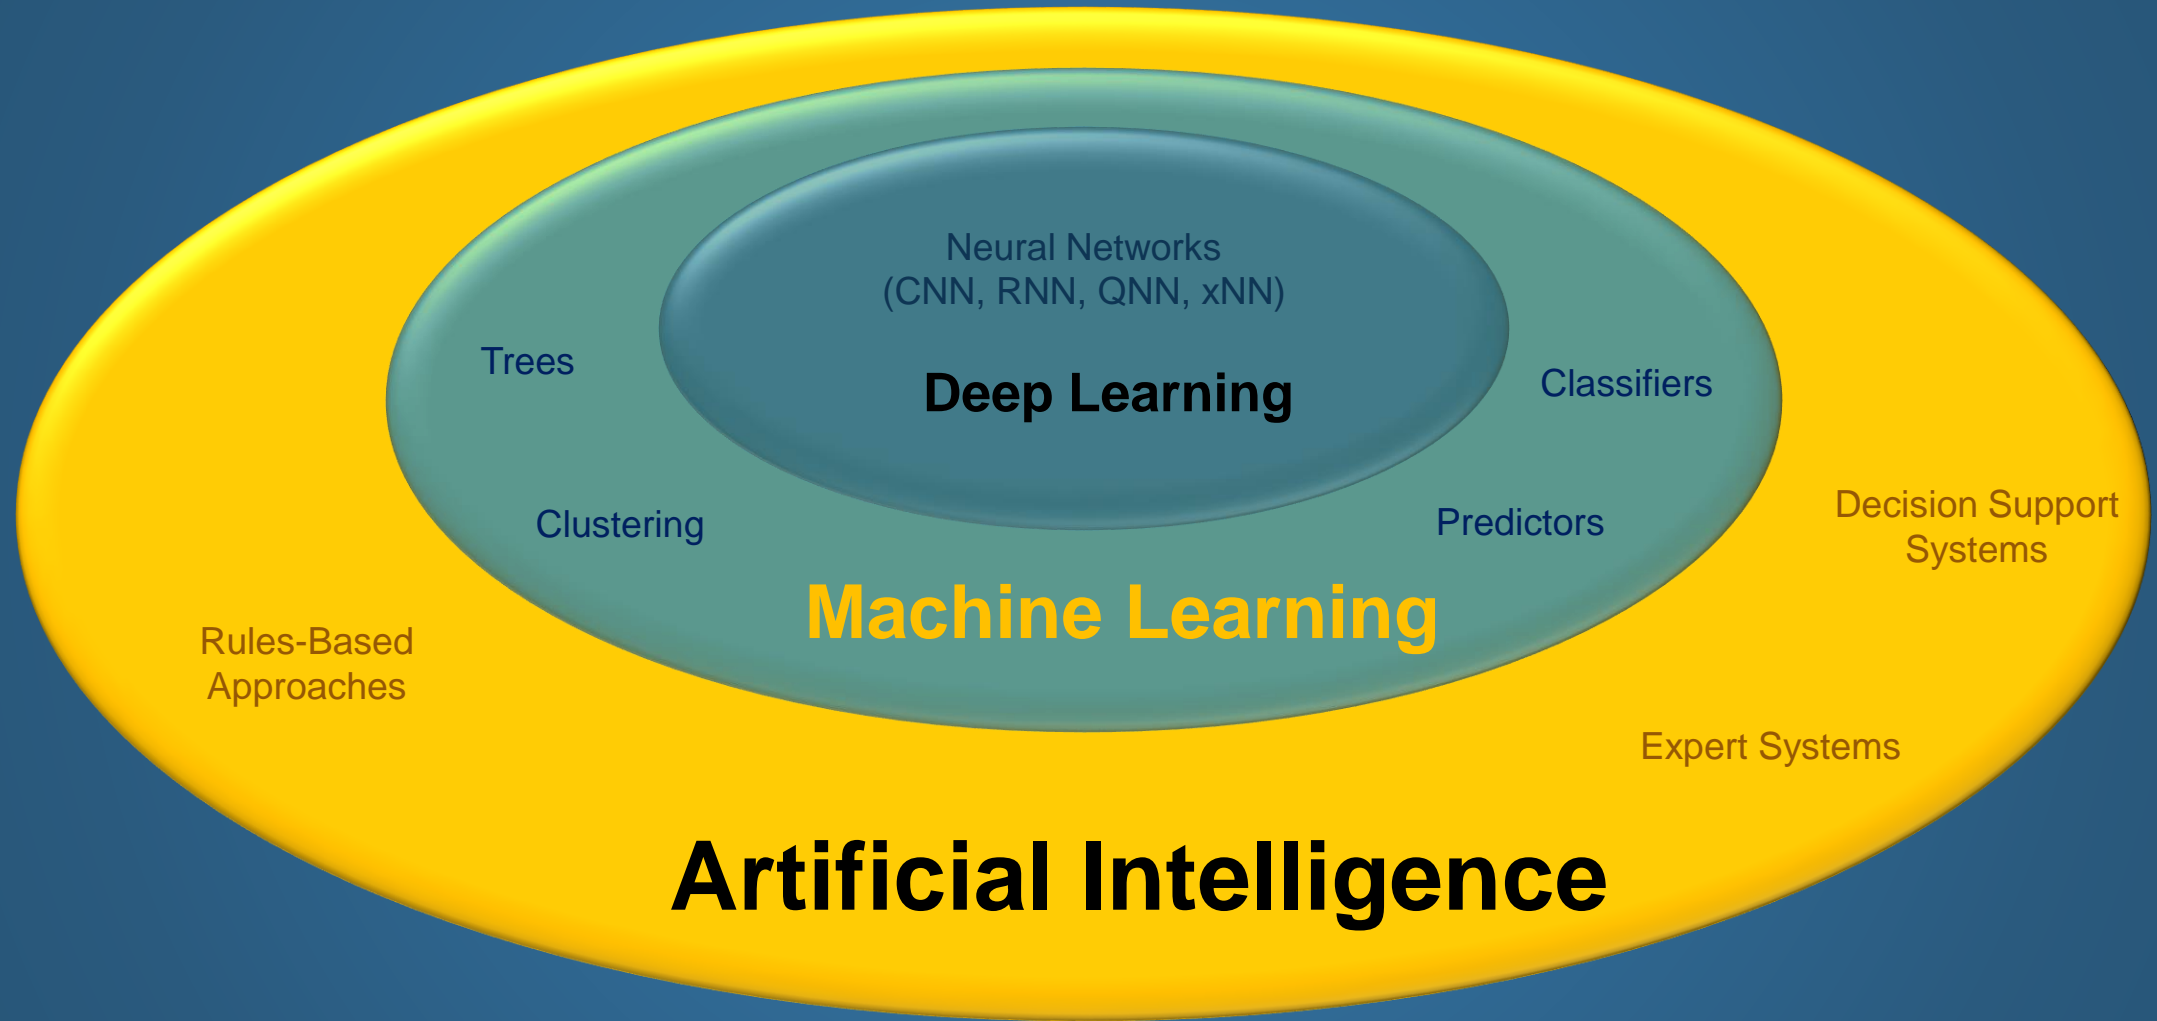 Neural Networks
(CNN, RNN, QNN, xNN)
Trees
Deep Learning
Classifiers
Clustering
Predictors
Decision Support
Systems
Machine Learning
Rules-Based
Approaches
Expert Systems
Artificial Intelligence